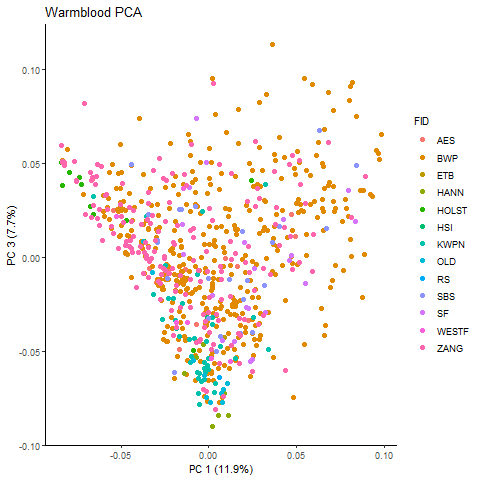 Warmblood PCA
PC 3 (7.7%)
0.10
0.05
0.00
-0.05
-0.10
-0.05
0.00
0.05
0.10
PC 1 (11.9%)
FID
AES
BWP
ETB
HANN
HOLST
HSI
KWPN
OLD
RS
SBS
SF
WESTF
ZANG